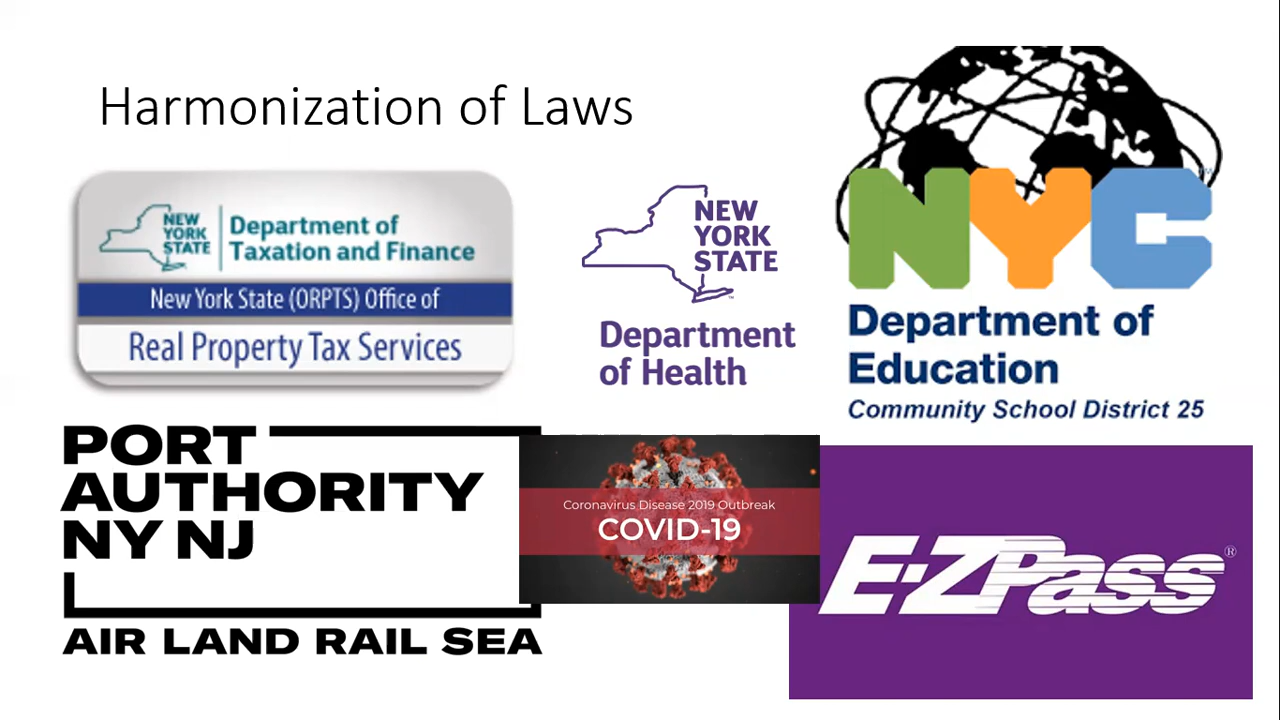 Harmonization of Laws
NEW
YORK
STATE
Department of
Taxation and Finance
New York State (ORPTS) Office of
Real Property Tax Services
NEW
YORK
STATE
™
Department
of Health
NYC
™
Department of
Education
Community School District 25
PORT
AUTHORITY
NY NJ
AIR LAND RAIL SEA
Coronavirus Disease 2019 Outbreak
COVID-19
E-ZPass®